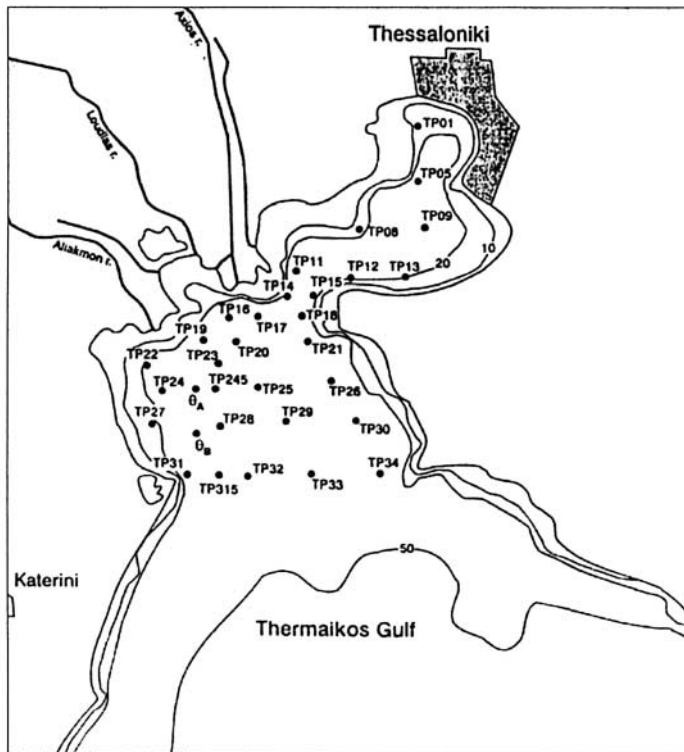 Thessaloniki
Axios r.
Loudias r.
Aliakmon r.
TP01
TP05
TP08
TP09
10
20
TP11
TP12
TP13
TP14
TP15
TP16
TP17
TP18
TP19
TP20
TP21
TP22
TP23
TP24
TP245
TP25
TP26
θA
TP27
TP28
TP29
TP30
θB
TP31
TP32
TP33
TP34
TP315
50
Katerini
Thermaikos Gulf